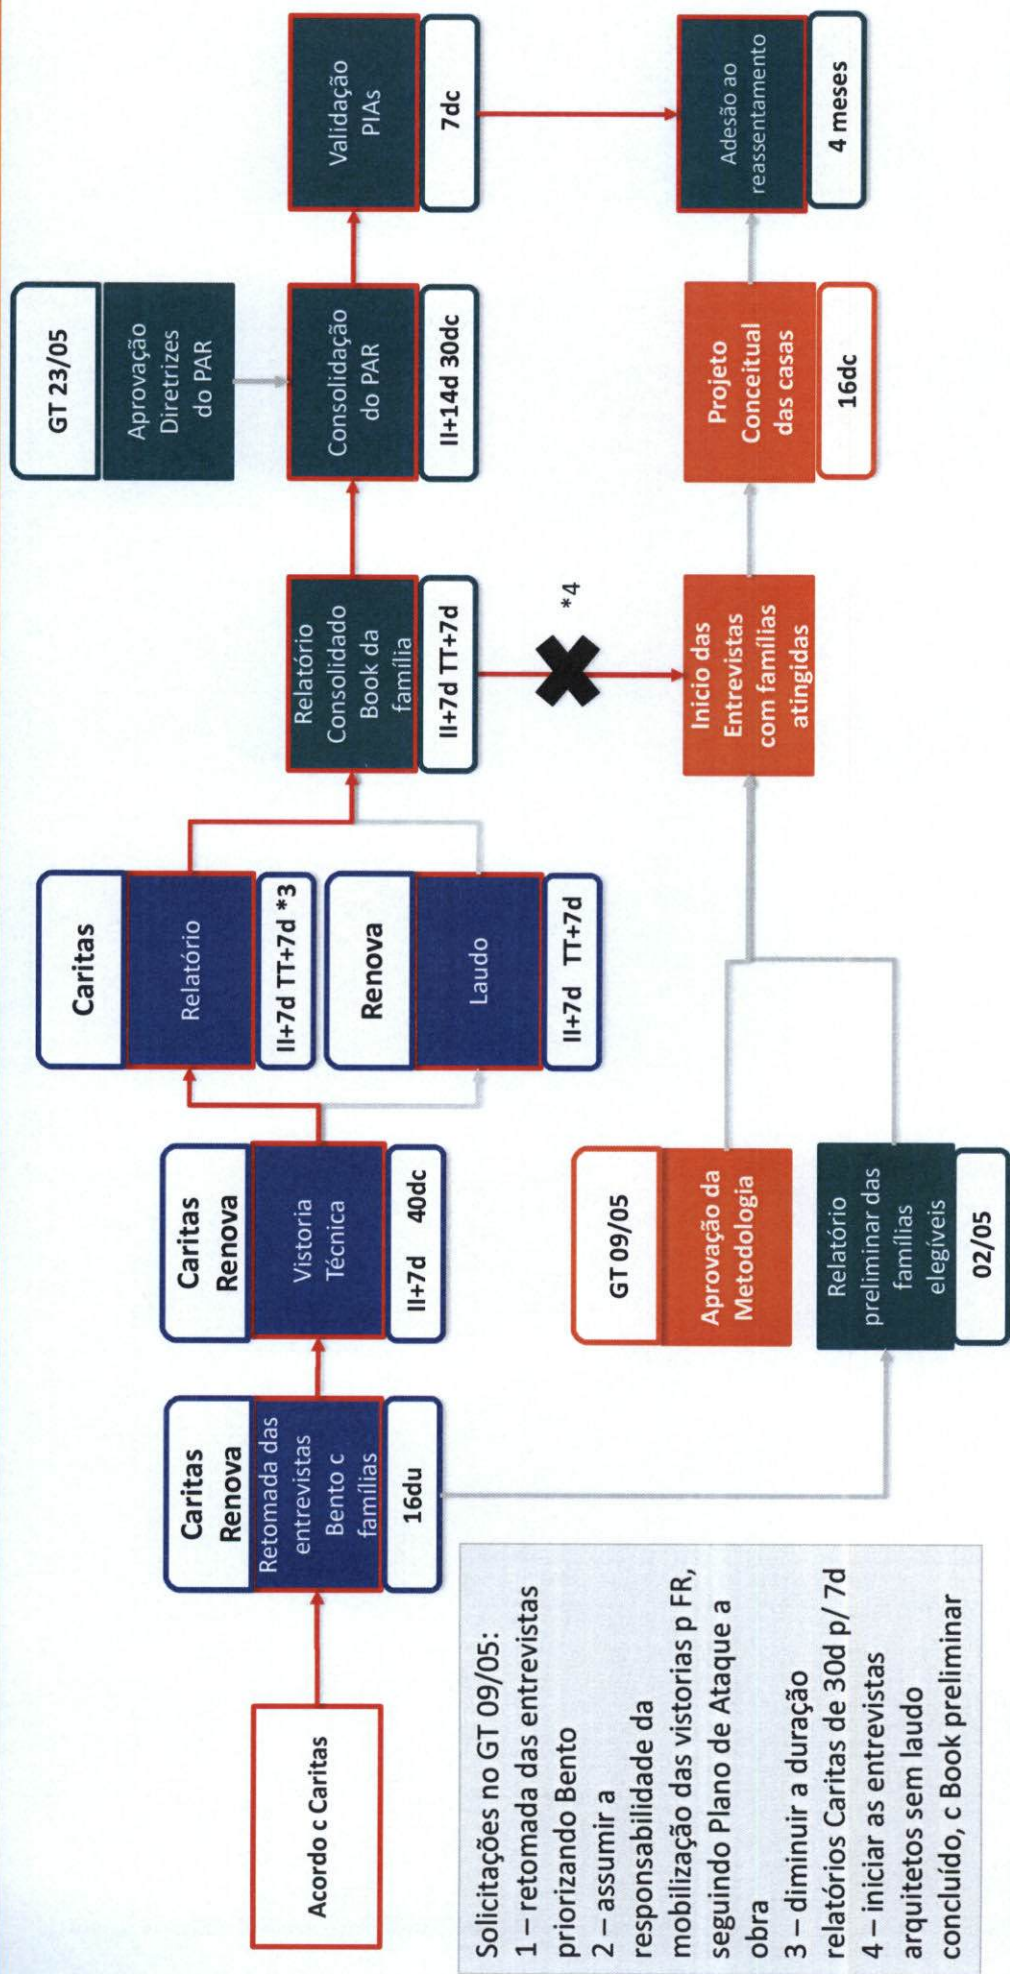 Acordo c Caritas
Caritas
Renova
Retomada das
entrevistas
Bento c
famílias
16du
Caritas
Renova
Vistoria
Técnica
II+7d 40dc
Caritas
Relatório
II+7d TT+7d *3
Renova
Laudo
II+7d TT+7d
Relatório
Consolidado
Book da
família
II+7d TT+7d
*4
GT 23/05
Aprovação
Diretrizes
do PAR
Consolidação
do PAR
II+14d 30dc
Validação
PIAs
7dc
GT 09/05
Aprovação da
Metodologia
Relatório
preliminar das
famílias
elegíveis
02/05
Inicio das
Entrevistas
com famílias
atingidas
Projeto
Conceitual
das casas
16dc
Adesão ao
reassentamento
4 meses
Solicitações no GT 09/05:
1 – retomada das entrevistas
priorizando Bento
2 – assumir a
responsabilidade da
mobilização das vistorias p FR,
seguindo Plano de Ataque a
obra
3 – diminuir a duração
relatórios Caritas de 30d p/ 7d
4 – iniciar as entrevistas
arquitetos sem laudo
concluído, c Book preliminar